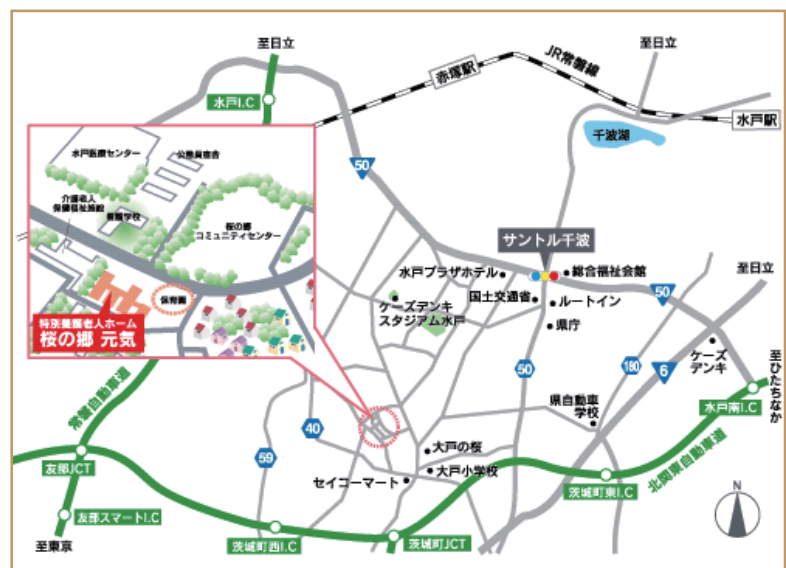 至日立
水戸I.C
赤塚駅
JR常磐線
至日立
水戸駅
千波湖
50
水戸医療センター
公務員宿舎
介護老人
保健福祉施設
看護学校
桜の郷
コミュニティセンター
保育園
特別養護老人ホーム
桜の郷 元気
サントル千波
水戸プラザホテル
総合福祉会館
至日立
国土交通省
ルートイン
50
ケーズデンキ
スタジアム水戸
県庁
ケーズ
デンキ
50
180
6
至ひたちなか
常磐自動車道
水戸南I.C
県自動車
学校
40
59
大戸の桜
友部JCT
大戸小学校
セイコーマート
北関東自動車道
茨城町東I.C
友部スマートI.C
至東京
茨城町西I.C
茨城町JCT
N